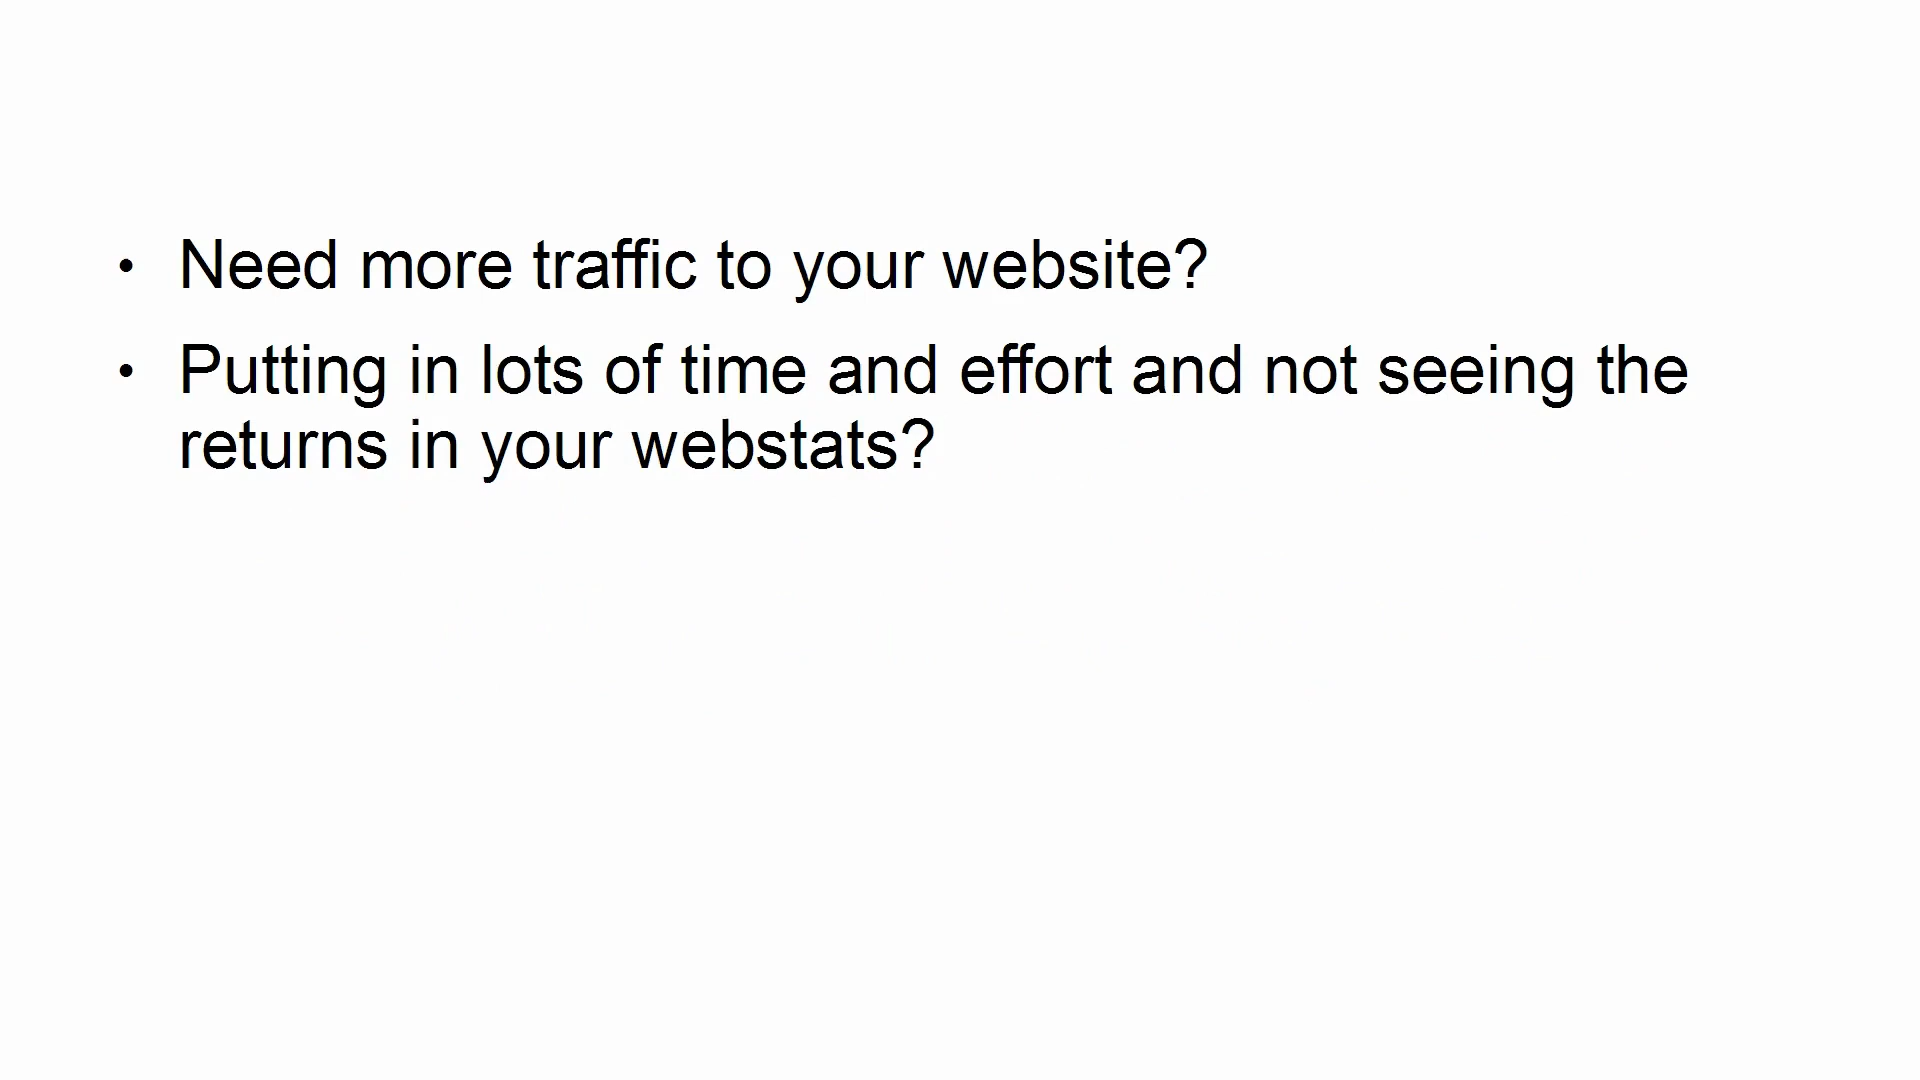 • Need more traffic to your website?
• Putting in lots of time and effort and not seeing the
returns in your webstats?